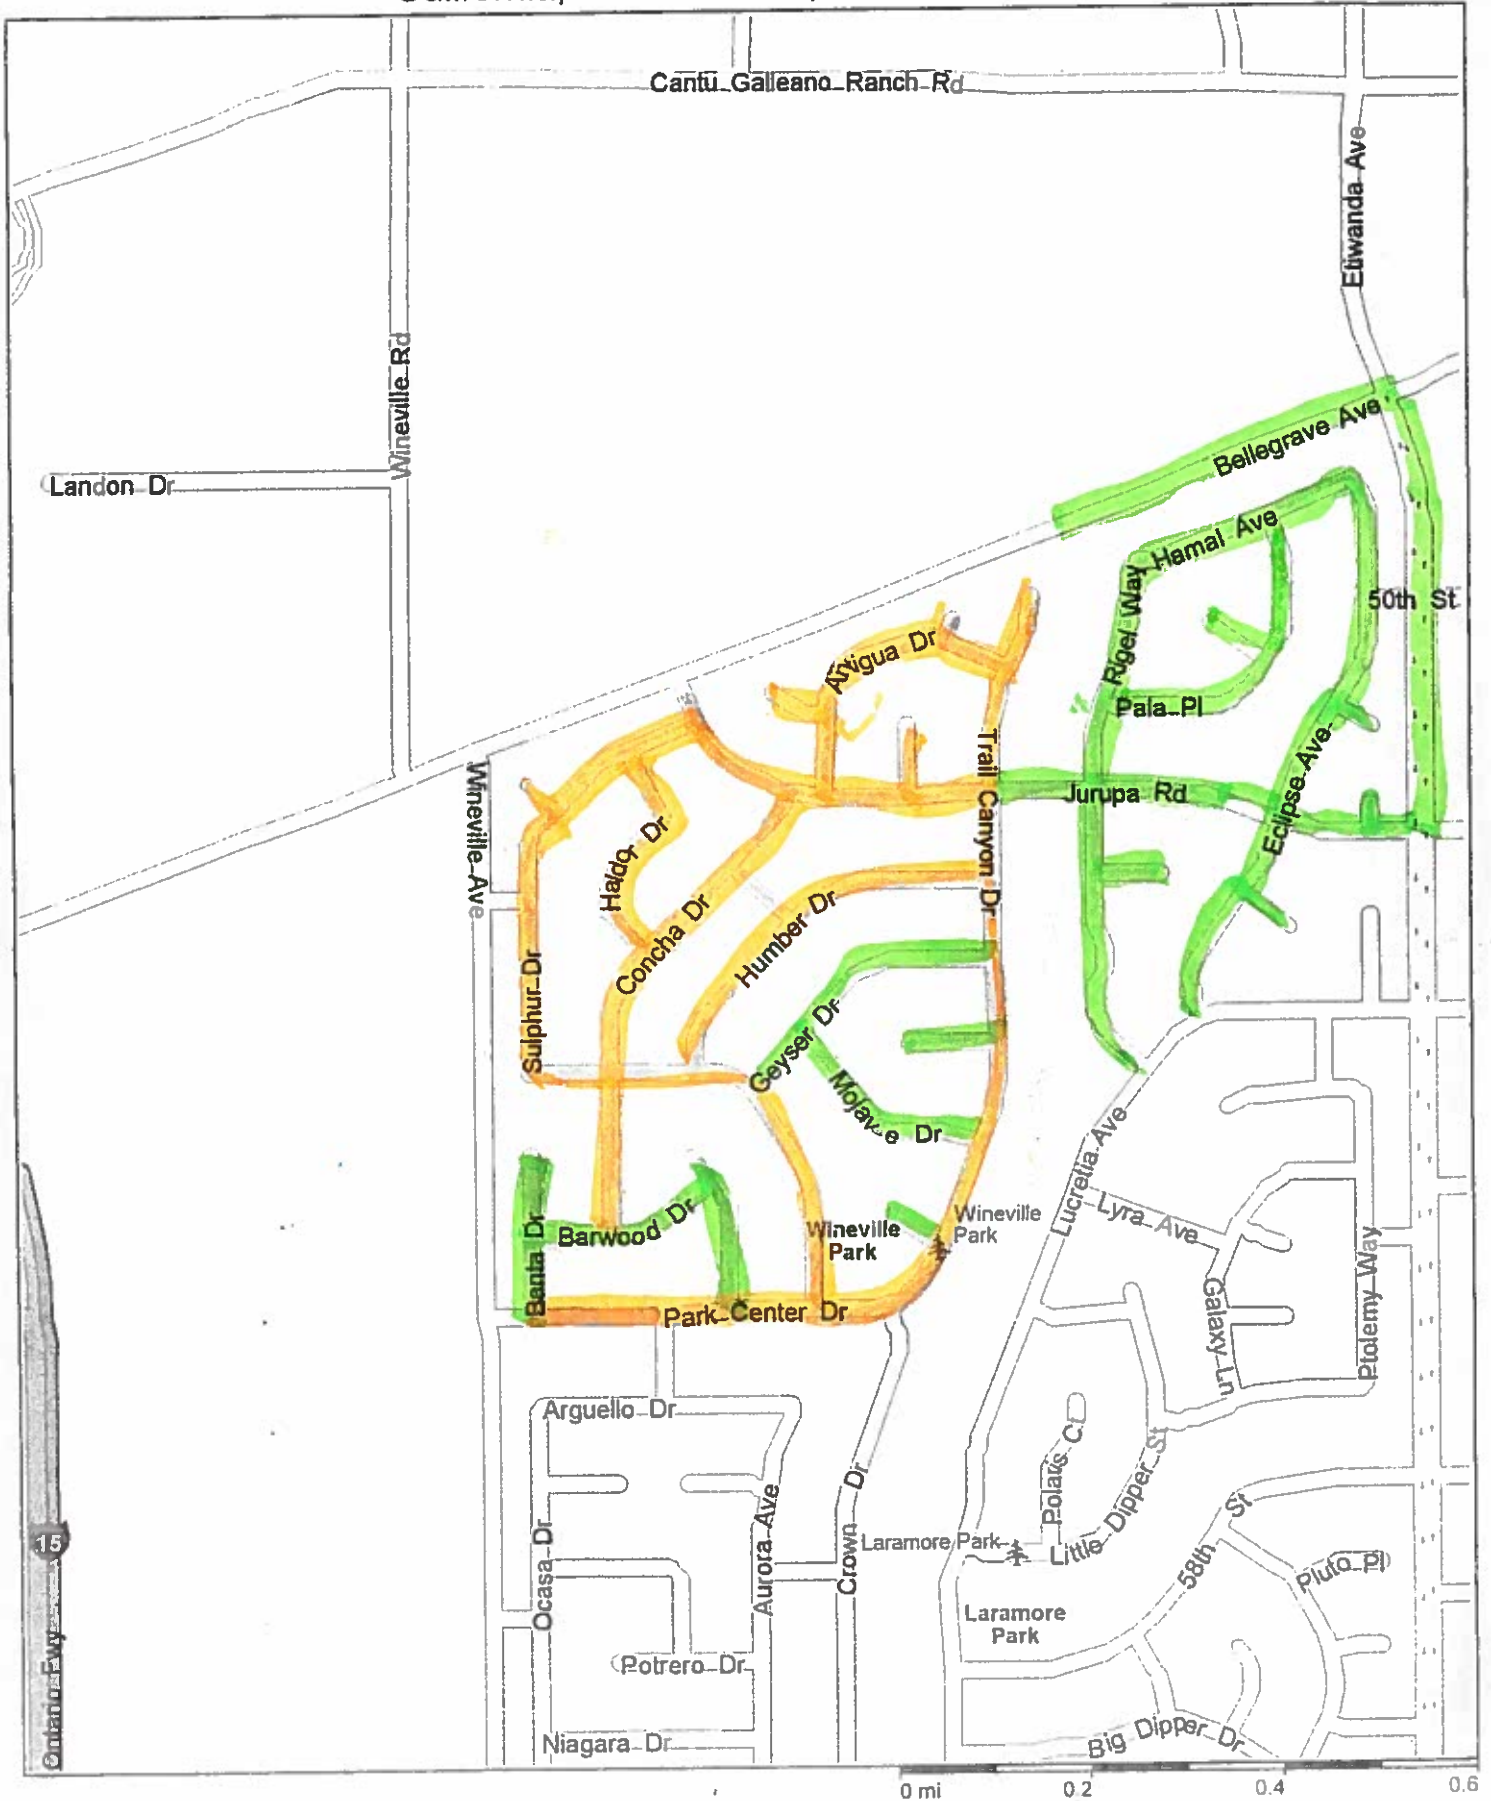 Cantu Galleano Ranch Rd
Etiwanda Ave
Wineville Rd
Bellegrave Ave
Landon Dr
Hamal Ave
50th St
Rigel Way
Antigua Dr
Pala Pl
Trail Canyon Dr
Eclipse Ave
Jurupa Rd
Wineville Ave
Haldor Dr
Concha Dr
Humber Dr
Sulphur Dr
Geyser Dr
Mojave Dr
Lucretia Ave
Lyra Ave
Banta Dr
Barwood Dr
Wineville
Park
Wineville
Park
Ptolemy Way
Galaxy Ln
Park Center Dr
Arguello Dr
Polaris Ct
Little Dipper St
Ocasa Dr
Aurora Ave
Crown Dr
Laramore Park
58th St
Pluto Pl
15
Laramore
Park
Ontario Fwy
Potrero Dr
Niagara Dr
Big Dipper Dr
0 mi 0.2 0.4 0.6